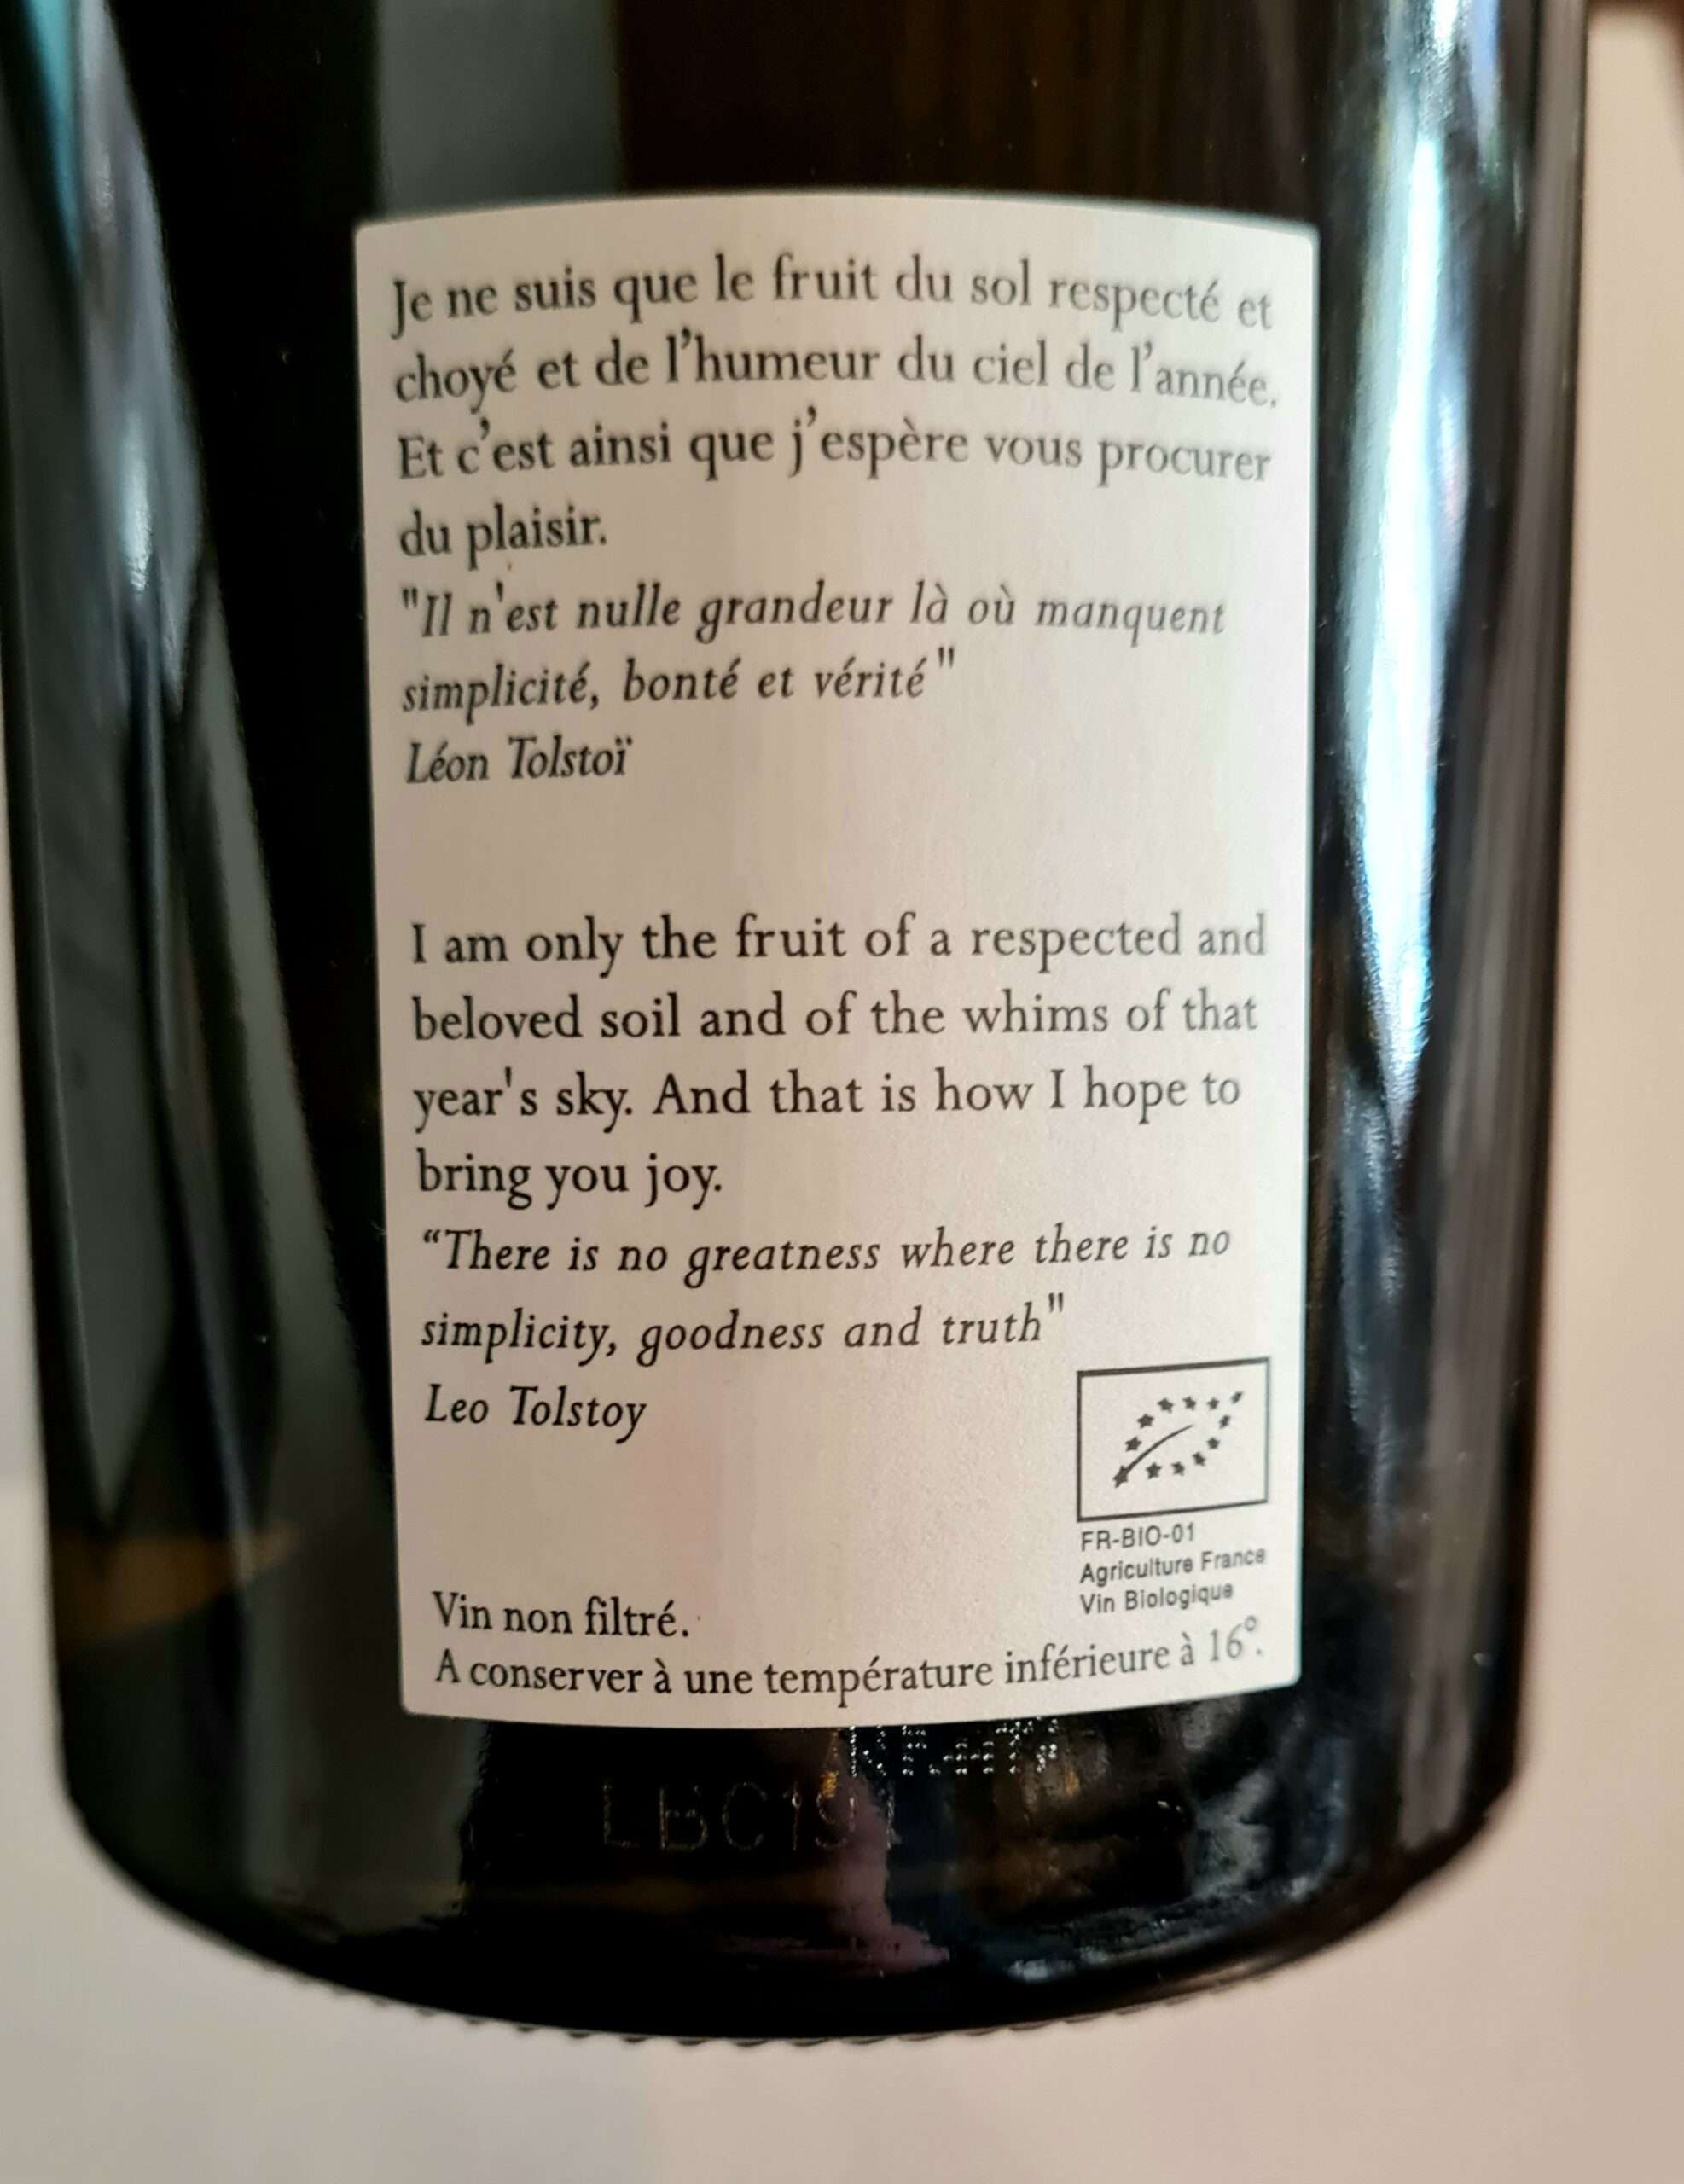 Je ne suis que le fruit du sol respecté et
choyé et de l'humeur du ciel de l'année.
Et c'est ainsi que j'espère vous procurer
du plaisir.
"Il n'est nulle grandeur là où manquent
simplicité, bonté et vérité"
Léon Tolstoï
I am only the fruit of a respected and
beloved soil and of the whims of that
year's sky. And that is how I hope to
bring you joy.
“There is no greatness where there is no
simplicity, goodness and truth"
Leo Tolstoy
FR-BIO-01
Agriculture France
Vin Biologique
Vin non filtré.
A conserver à une température inférieure à 16°.